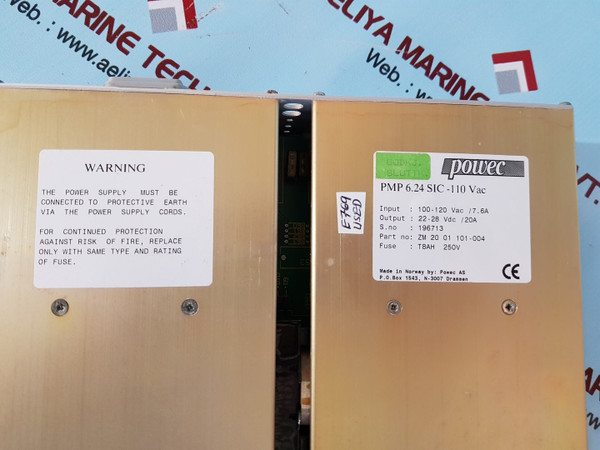 AELIYA MARINE TECH
Web. : www.aeliya
AELIYA MARINE
Web. :
WARNING
THE POWER SUPPLY MUST BE
CONNECTED TO PROTECTIVE EARTH
VIA THE POWER SUPPLY CORDS.
FOR CONTINUED PROTECTION
AGAINST RISK OF FIRE, REPLACE
ONLY WITH SAME TYPE AND RATING
OF FUSE.
E769
USED
powec
PMP 6.24 SIC -110 Vac
Input : 100-120 Vac /7.6A
Output : 22-28 Vdc /20A
S.no : 196713
Part no: ZM 20 01 101-004
Fuse : T8AH 250V
Made in Norway by: Powec AS
P.O.Box 1543, N-3007 Drammen
CE